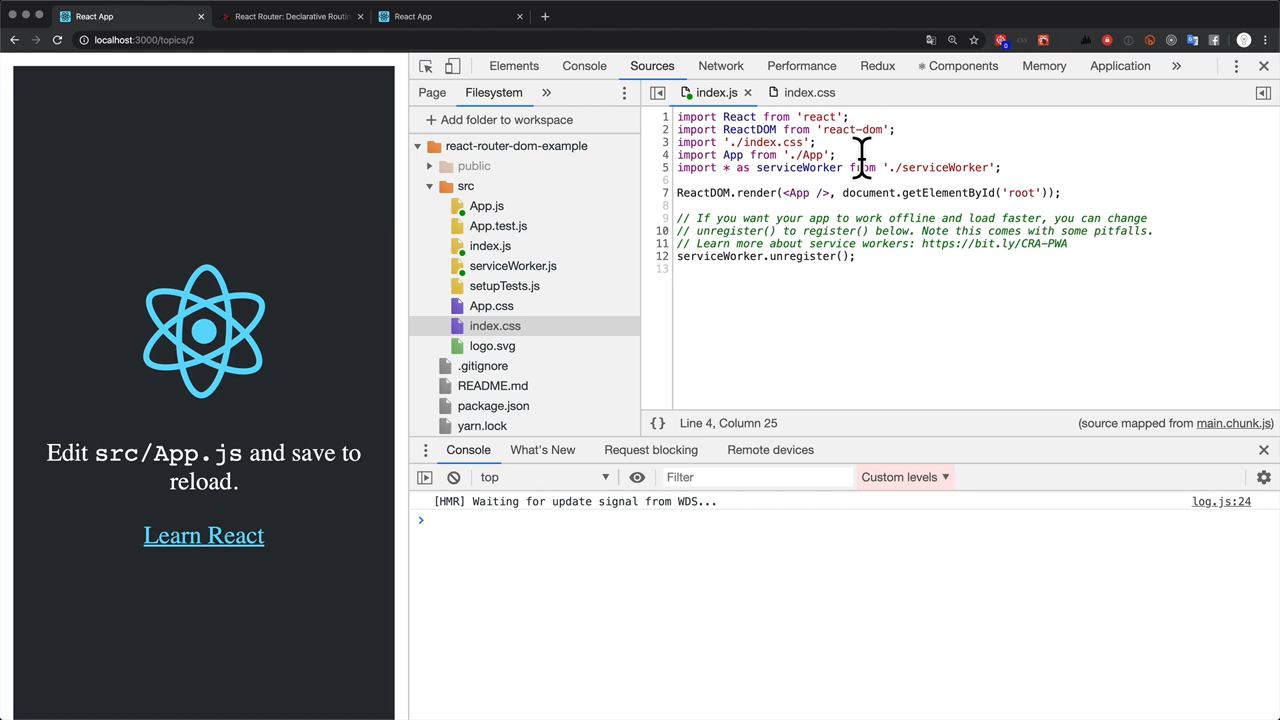 React App
React Router: Declarative Routin
React App
localhost:3000/topics/2
Edit src/App.js and save to
reload.
Learn React
Elements Console Sources Network Performance Redux Components Memory Application
Page Filesystem
Add folder to workspace
react-router-dom-example
public
src
App.js
App.test.js
index.js
serviceWorker.js
setupTests.js
App.css
index.css
logo.svg
.gitignore
README.md
package.json
yarn.lock
index.js index.css
1 import React from 'react';
2 import ReactDOM from 'react-dom';
3 import './index.css';
4 import App from './App';
5 import * as serviceWorker from './serviceWorker';
6
7 ReactDOM.render(<App />, document.getElementById('root'));
8
9 // If you want your app to work offline and load faster, you can change
10 // unregister() to register() below. Note this comes with some pitfalls.
11 // Learn more about service workers: https://bit.ly/CRA-PWA
12 serviceWorker.unregister();
13
{} Line 4, Column 25 (source mapped from main.chunk.js)
Console What's New Request blocking Remote devices
top Filter Custom levels
[HMR] Waiting for update signal from WDS... log.js:24